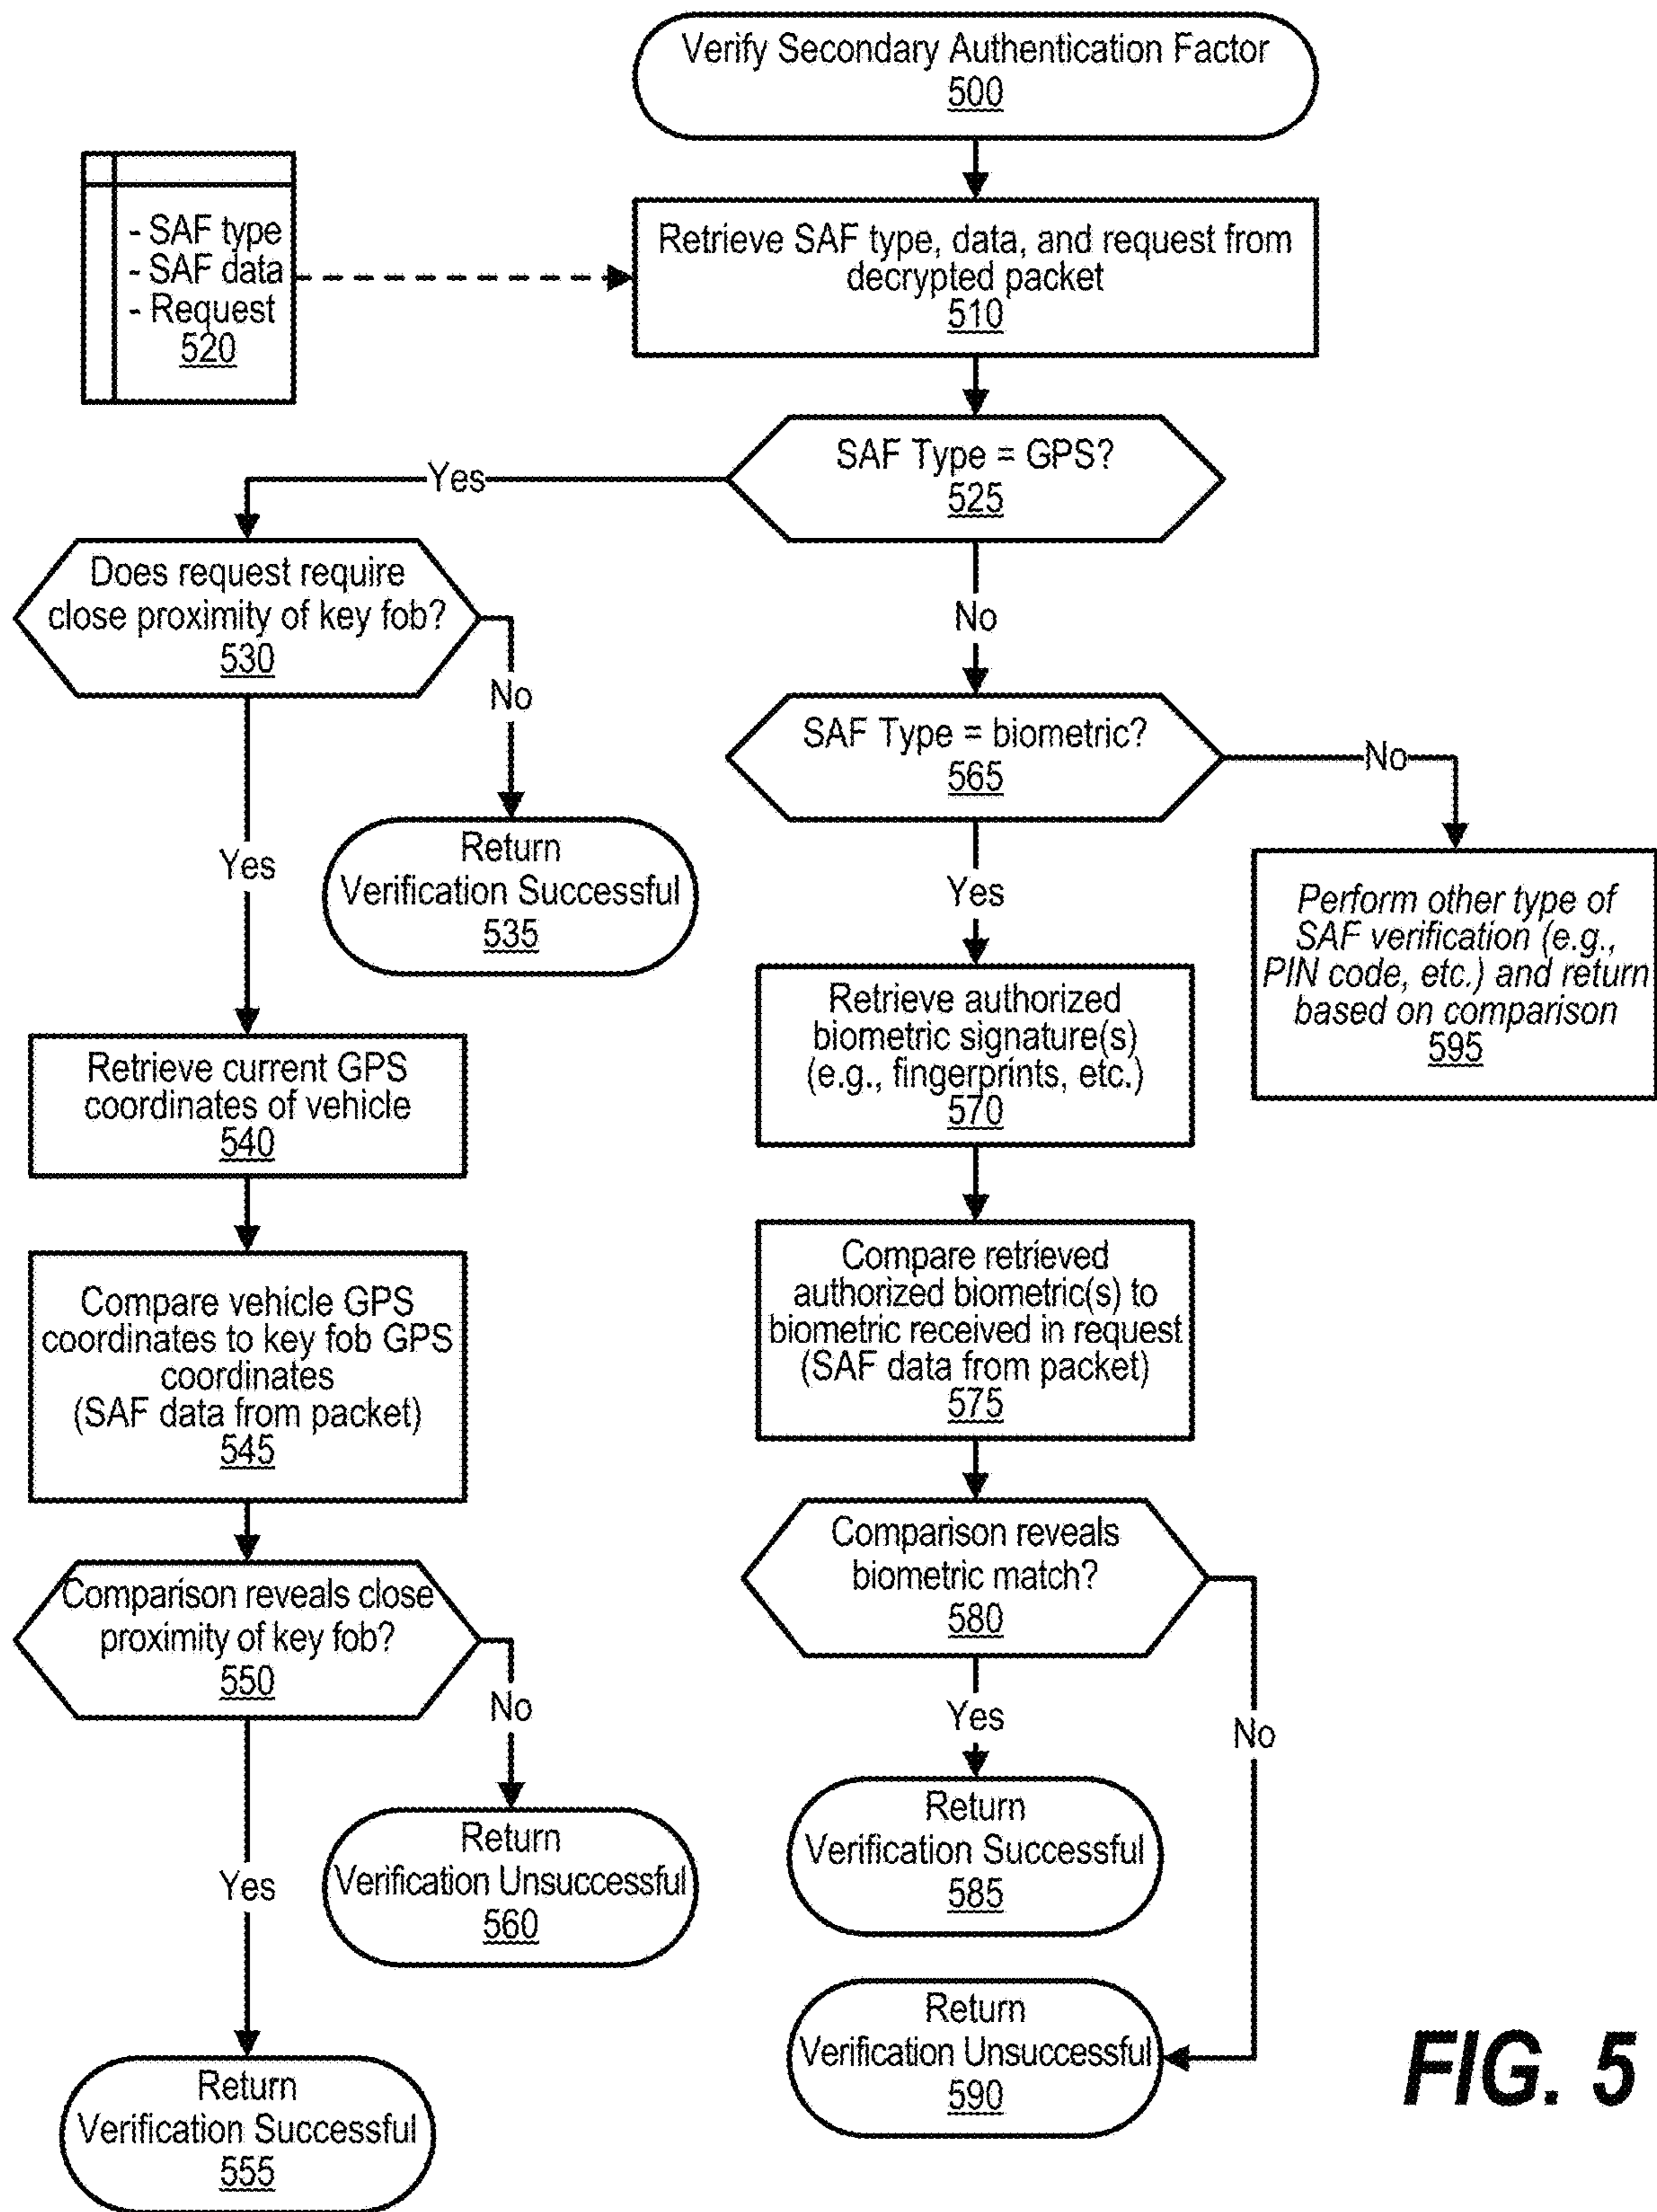 Verify Secondary Authentication Factor
500
- SAF type
- SAF data
- Request
520
Retrieve SAF type, data, and request from
decrypted packet
510
SAF Type = GPS?
525
Yes
No
Does request require
close proximity of key fob?
530
No
Yes
Return
Verification Successful
535
SAF Type = biometric?
565
No
Yes
Perform other type of
SAF verification (e.g.,
PIN code, etc.) and return
based on comparison
595
Retrieve current GPS
coordinates of vehicle
540
Retrieve authorized
biometric signature(s)
(e.g., fingerprints, etc.)
570
Compare vehicle GPS
coordinates to key fob GPS
coordinates
(SAF data from packet)
545
Compare retrieved
authorized biometric(s) to
biometric received in request
(SAF data from packet)
575
Comparison reveals close
proximity of key fob?
550
No
Yes
Comparison reveals
biometric match?
580
Yes
No
Return
Verification Unsuccessful
560
Return
Verification Successful
585
Return
Verification Successful
555
Return
Verification Unsuccessful
590
FIG. 5